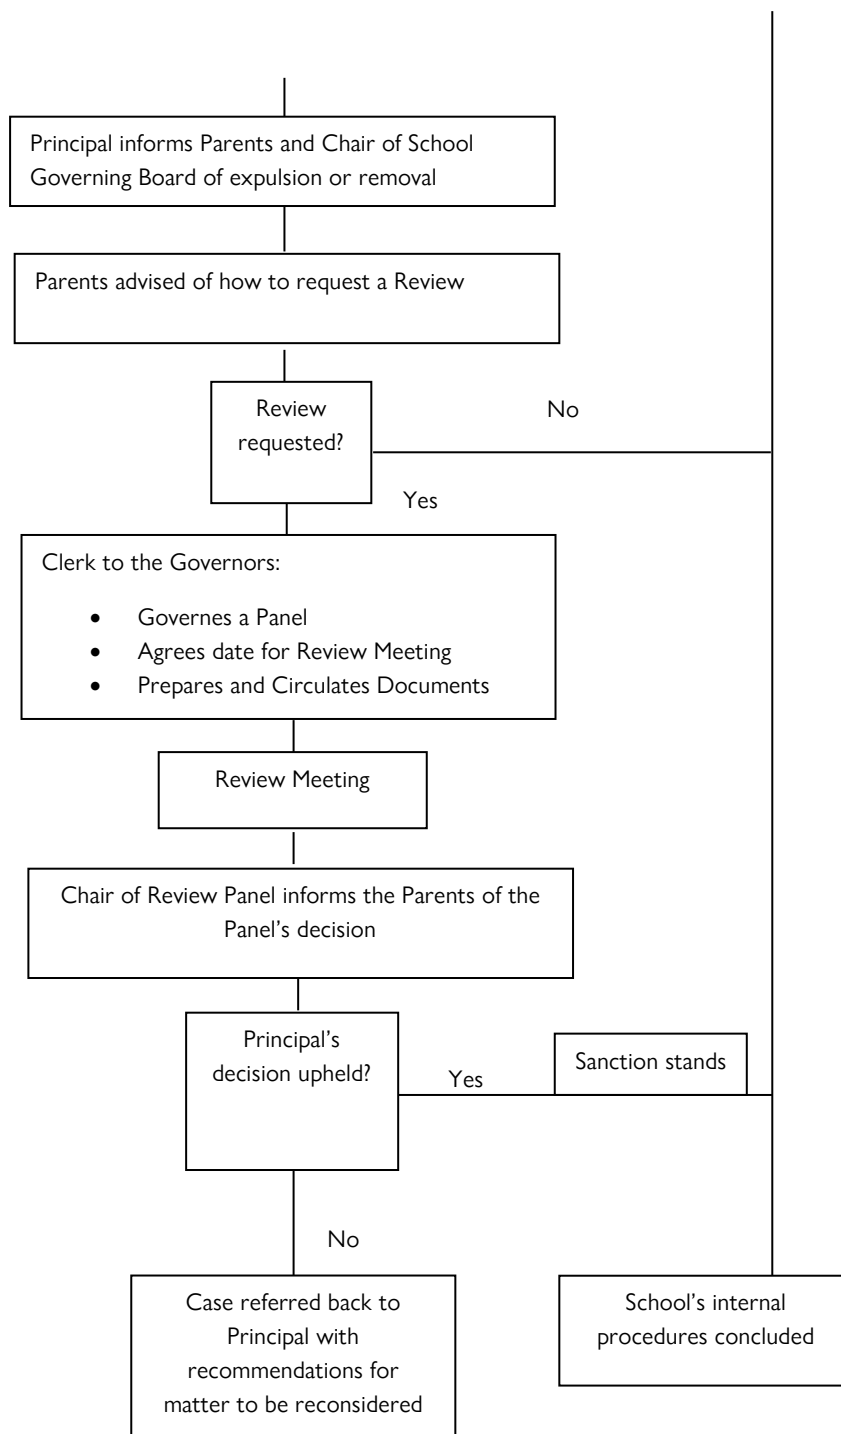 Principal informs Parents and Chair of School
Governing Board of expulsion or removal
Parents advised of how to request a Review
Review
requested?
No
Yes
Clerk to the Governors:
• Governes a Panel
• Agrees date for Review Meeting
• Prepares and Circulates Documents
Review Meeting
Chair of Review Panel informs the Parents of the
Panel’s decision
Principal’s
decision upheld?
Yes
Sanction stands
No
Case referred back to
Principal with
recommendations for
matter to be reconsidered
School’s internal
procedures concluded